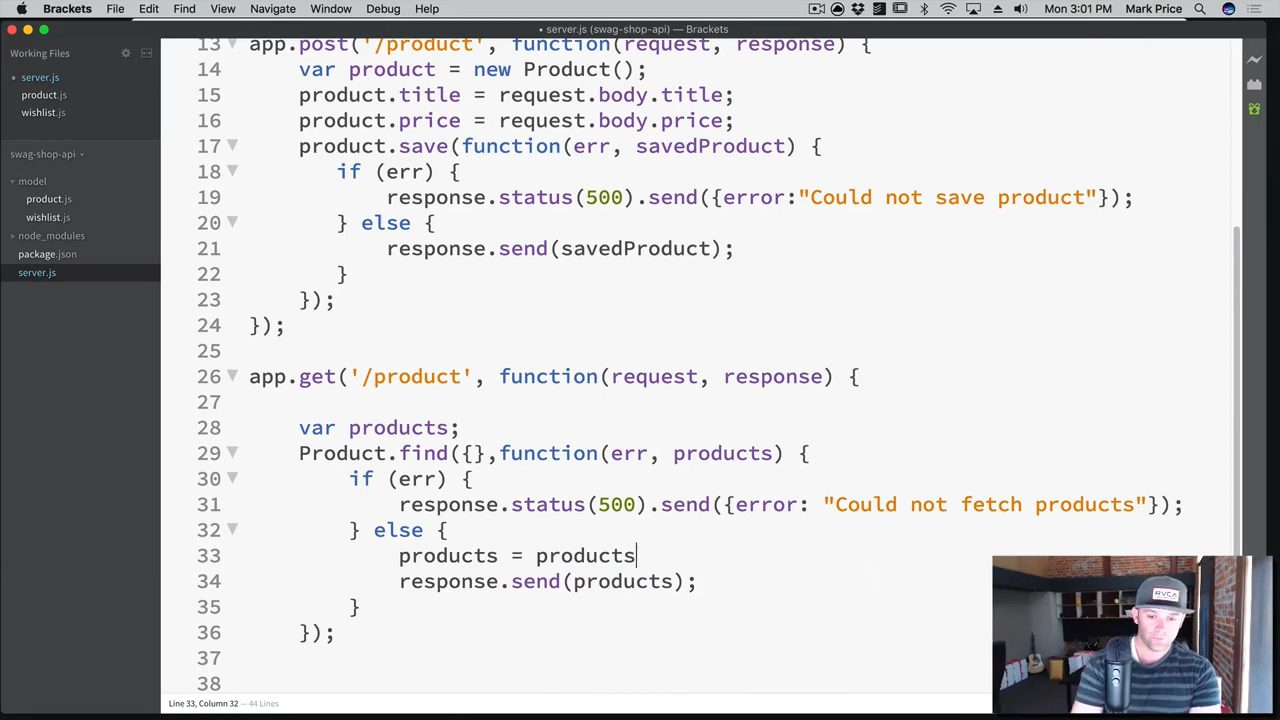 Brackets File Edit Find View Navigate Window Debug Help Mon 3:01 PM Mark Price
• server.js (swag-shop-api) — Brackets
Working Files
server.js
product.js
wishlist.js
swag-shop-api
model
product.js
wishlist.js
node_modules
package.json
server.js
13 app.post('/product', function(request, response) {
14 var product = new Product();
15 product.title = request.body.title;
16 product.price = request.body.price;
17 product.save(function(err, savedProduct) {
18 if (err) {
19 response.status(500).send({error:"Could not save product"});
20 } else {
21 response.send(savedProduct);
22 }
23 });
24 });
25
26 app.get('/product', function(request, response) {
27
28 var products;
29 Product.find({},function(err, products) {
30 if (err) {
31 response.status(500).send({error: "Could not fetch products"});
32 } else {
33 products = products
34 response.send(products);
35 }
36 });
37
38
Line 33, Column 32 — 44 Lines
RVCA